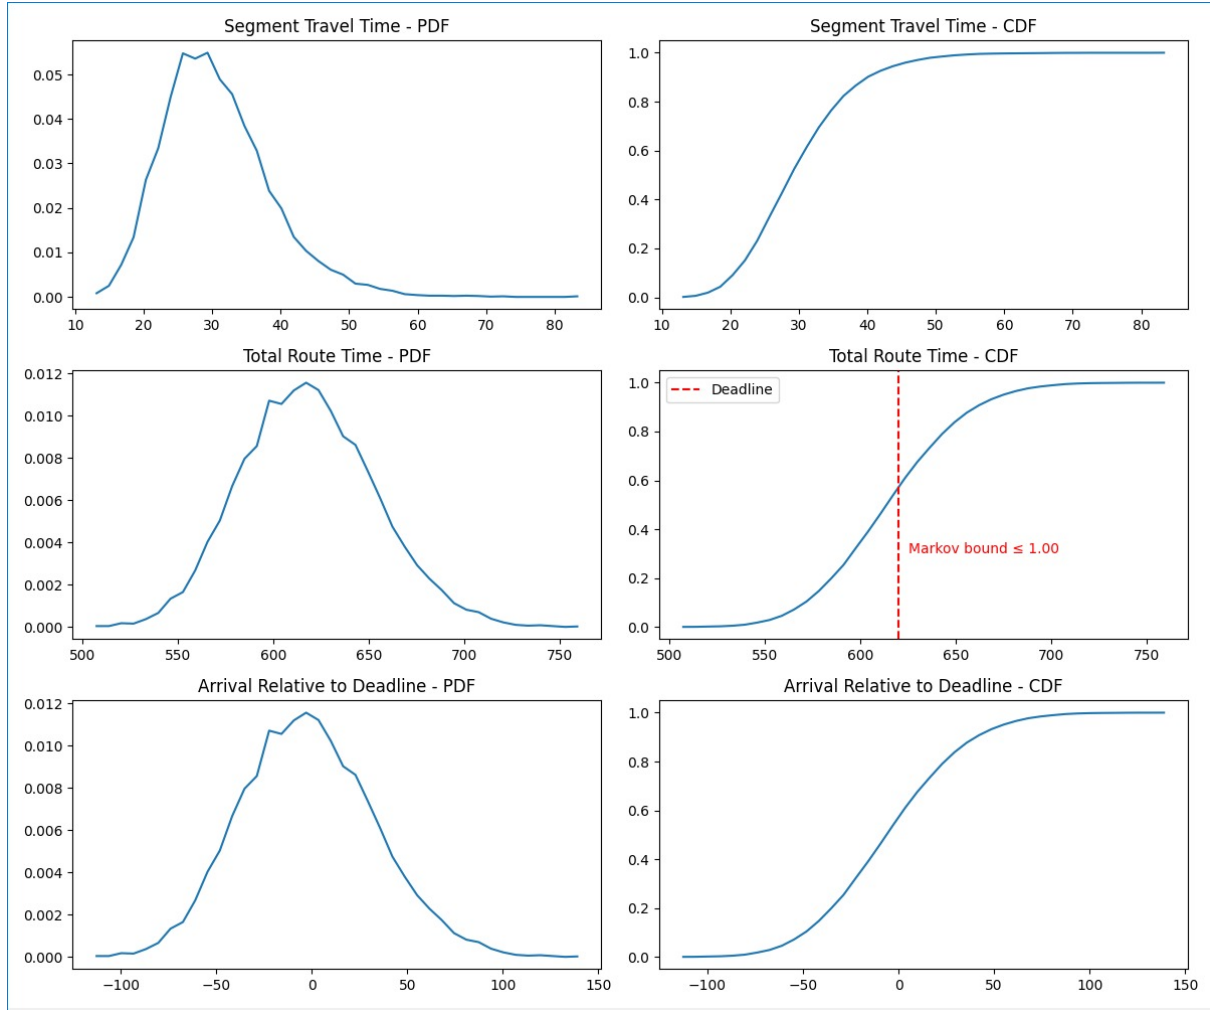 Segment Travel Time - PDF
0.05
0.04
0.03
0.02
0.01
0.00
10 20 30 40 50 60 70 80
Segment Travel Time - CDF
1.0
0.8
0.6
0.4
0.2
0.0
10 20 30 40 50 60 70 80
Total Route Time - PDF
0.012
0.010
0.008
0.006
0.004
0.002
0.000
500 550 600 650 700 750
Total Route Time - CDF
1.0
0.8
0.6
0.4
0.2
0.0
Deadline
Markov bound ≤ 1.00
500 550 600 650 700 750
Arrival Relative to Deadline - PDF
0.012
0.010
0.008
0.006
0.004
0.002
0.000
−100 −50 0 50 100 150
Arrival Relative to Deadline - CDF
1.0
0.8
0.6
0.4
0.2
0.0
−100 −50 0 50 100 150